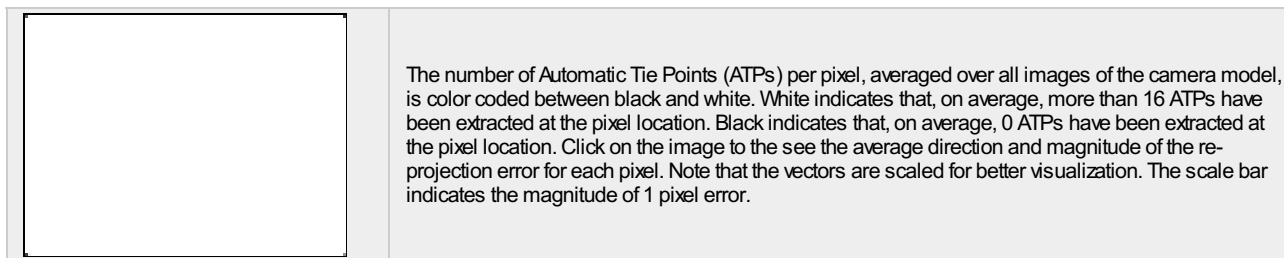 The number of Automatic Tie Points (ATPs) per pixel, averaged over all images of the camera model,
is color coded between black and white. White indicates that, on average, more than 16 ATPs have
been extracted at the pixel location. Black indicates that, on average, 0 ATPs have been extracted at
the pixel location. Click on the image to the see the average direction and magnitude of the re-
projection error for each pixel. Note that the vectors are scaled for better visualization. The scale bar
indicates the magnitude of 1 pixel error.